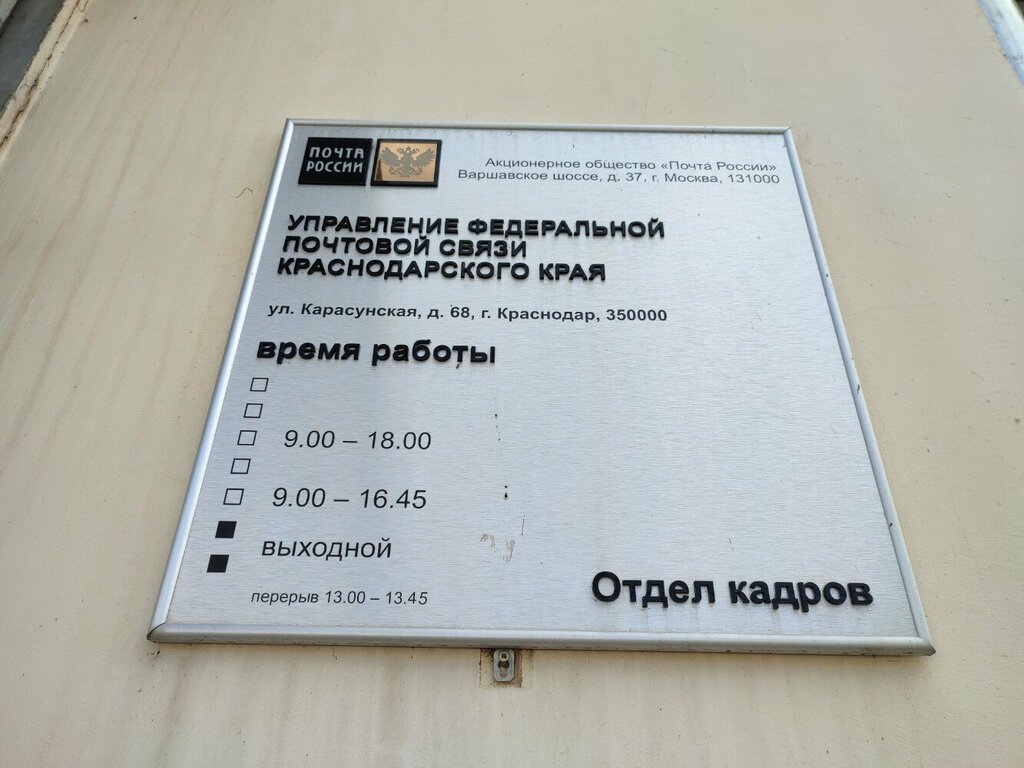 ПОЧТА
РОССИИ
Акционерное общество «Почта России»
Варшавское шоссе, д. 37, г. Москва, 131000
УПРАВЛЕНИЕ ФЕДЕРАЛЬНОЙ
ПОЧТОВОЙ СВЯЗИ
КРАСНОДАРСКОГО КРАЯ
ул. Карасунская, д. 68, г. Краснодар, 350000
время работы
9.00 – 18.00
9.00 – 16.45
выходной
перерыв 13.00 – 13.45
Отдел кадров